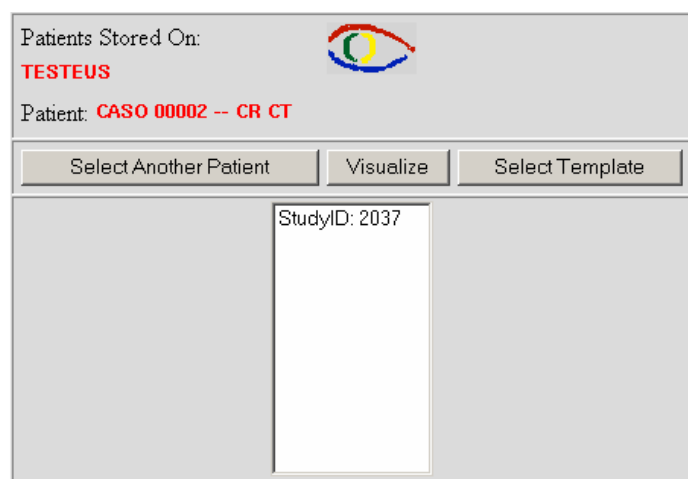 Patients Stored On:
TESTEUS
Patient: CASO 00002 -- CR CT
Select Another Patient Visualize Select Template
StudyID: 2037